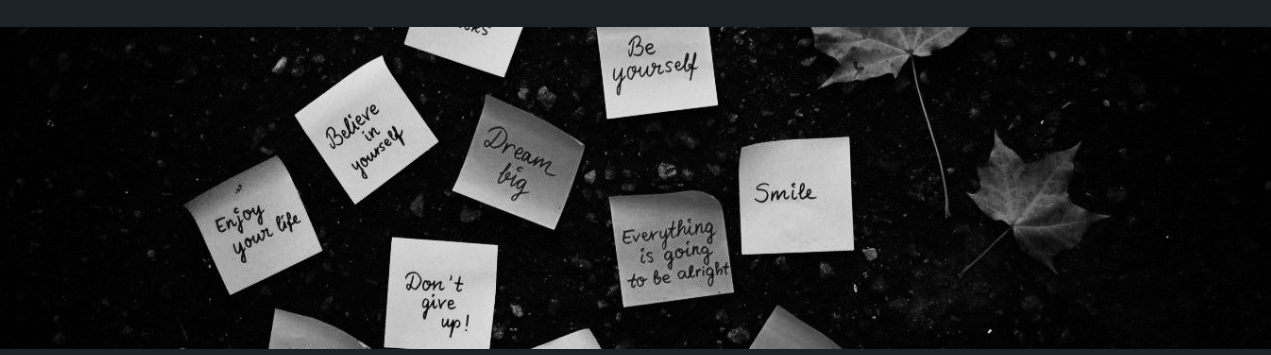 Be
yourself
Believe
in
yourself
Dream
big
Smile
Enjoy
your life
Everything
is going
to be alright
Don't
give
up!